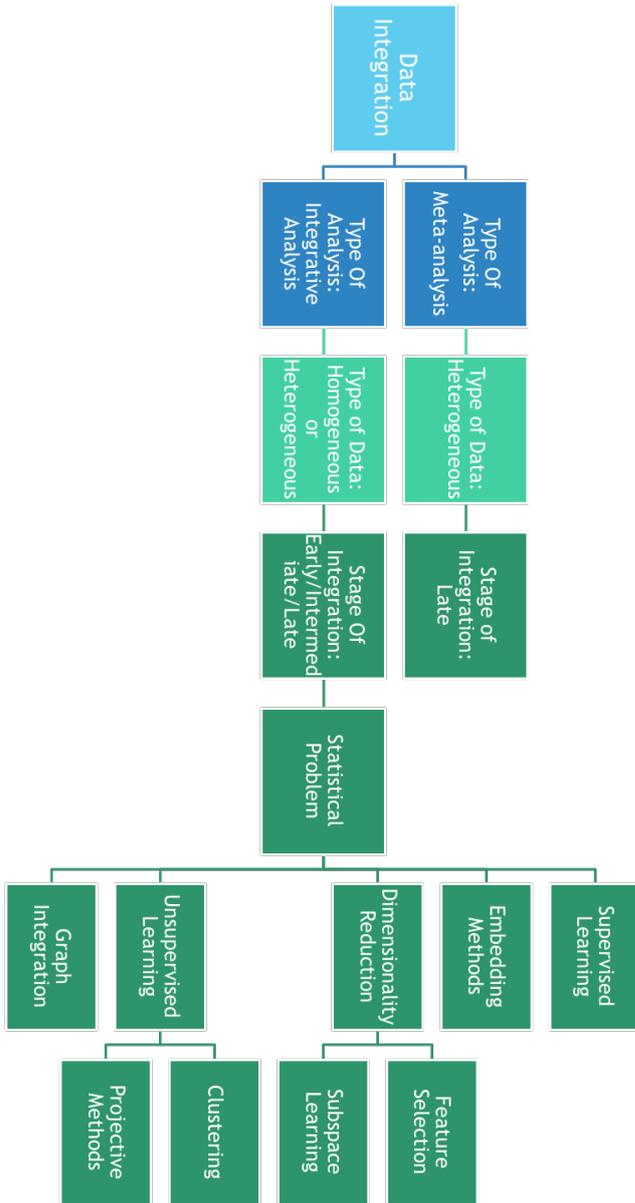 Data
Integration
Type Of
Analysis:
Meta-analysis
Type Of
Analysis:
Integrative
Analysis
Type of Data:
Heterogeneous
Type of Data:
Homogeneous
or
Heterogeneous
Stage of
Integration:
Late
Stage Of
Integration:
Early/Intermed
iate/Late
Statistical
Problem
Supervised
Learning
Embedding
Methods
Dimensionality
Reduction
Unsupervised
Learning
Graph
Integration
Feature
Selection
Subspace
Learning
Clustering
Projective
Methods